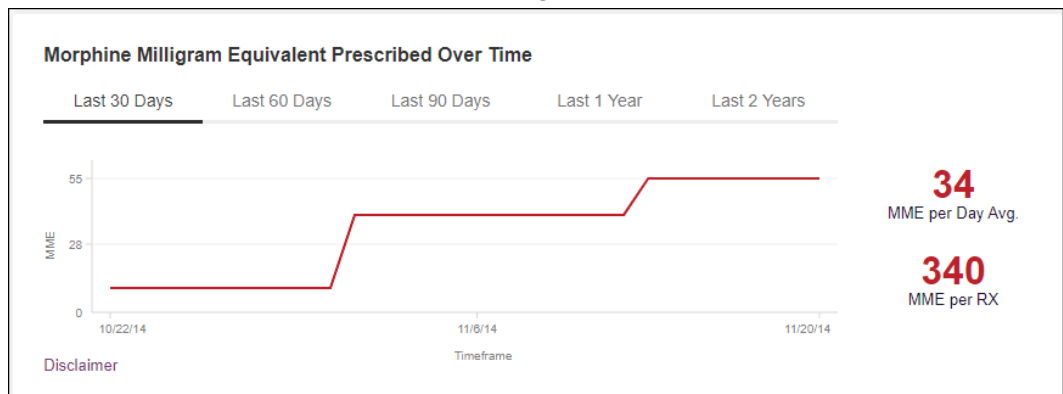 Morphine Milligram Equivalent Prescribed Over Time
Last 30 Days Last 60 Days Last 90 Days Last 1 Year Last 2 Years
55
28
0
MME
10/22/14 11/6/14 11/20/14
Timeframe
34
MME per Day Avg.
340
MME per RX
Disclaimer